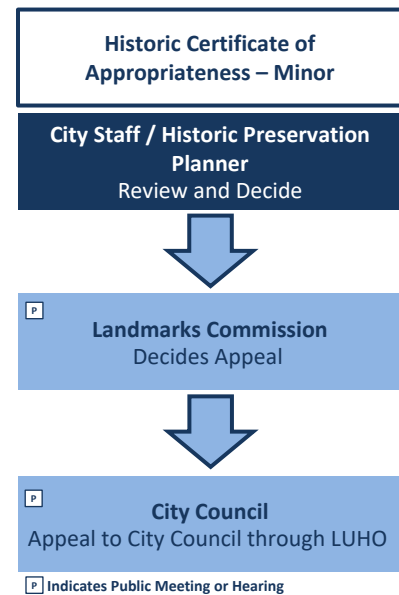 Historic Certificate of
Appropriateness – Minor
City Staff / Historic Preservation
Planner
Review and Decide
P
Landmarks Commission
Decides Appeal
P
City Council
Appeal to City Council through LUHO
P Indicates Public Meeting or Hearing